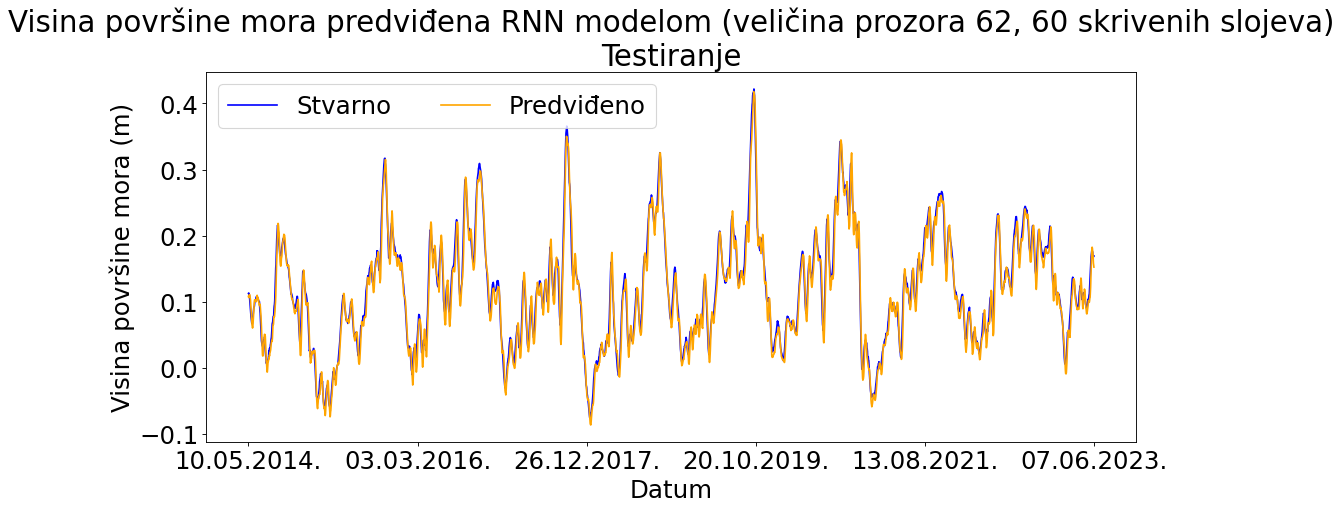 Visina površine mora predviđena RNN modelom (veličina prozora 62, 60 skrivenih slojeva)
Testiranje
Stvarno Predviđeno
Visina površine mora (m)
0.4
0.3
0.2
0.1
0.0
−0.1
10.05.2014. 03.03.2016. 26.12.2017. 20.10.2019. 13.08.2021. 07.06.2023.
Datum